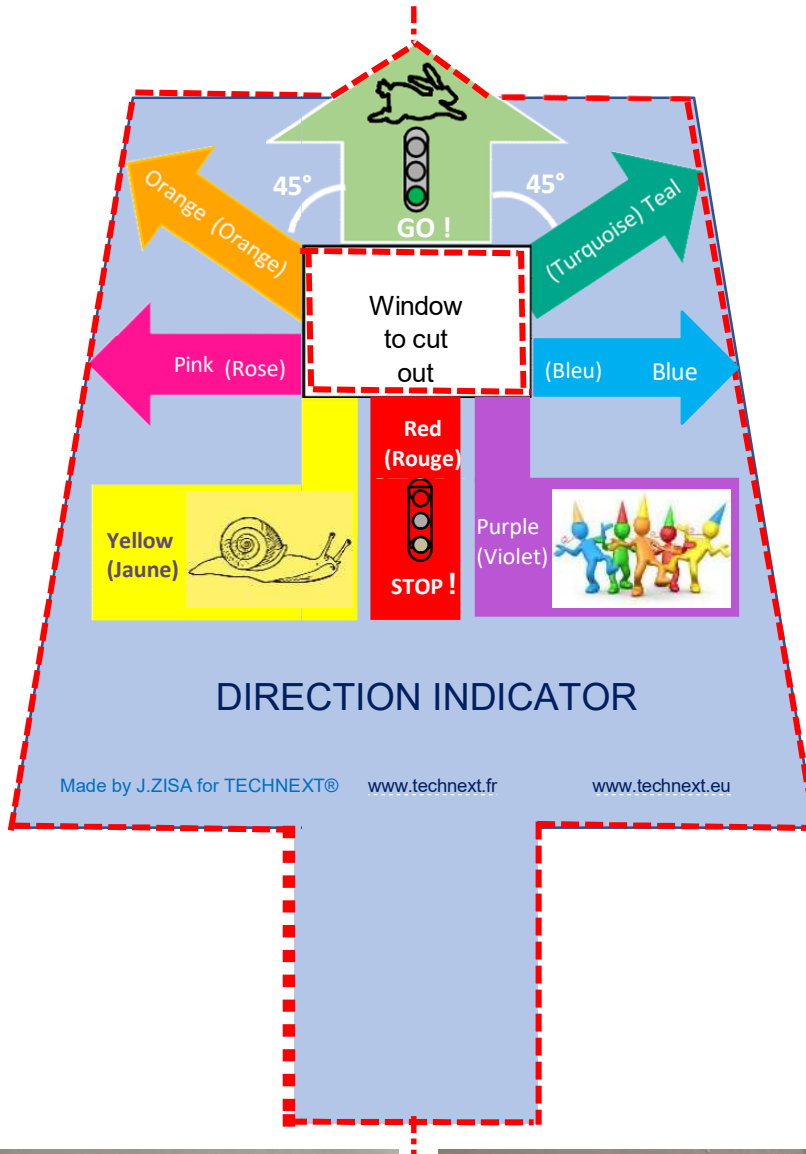 45°
45°
GO !
Orange (Orange)
(Turquoise) Teal
Window
to cut
out
Pink (Rose)
(Bleu) Blue
Red
(Rouge)
Yellow
(Jaune)
Purple
(Violet)
STOP !
DIRECTION INDICATOR
Made by J.ZISA for TECHNEXT® www.technext.fr www.technext.eu